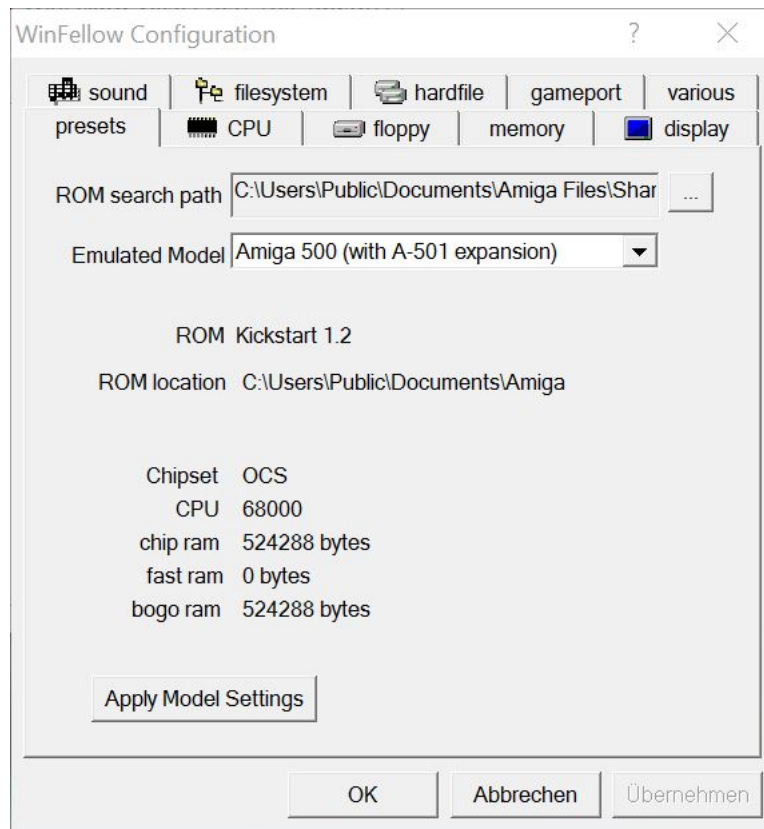 WinFellow Configuration
sound filesystem hardfile gameport various
presets CPU floppy memory display
ROM search path C:\Users\Public\Documents\Amiga Files\Shar ...
Emulated Model Amiga 500 (with A-501 expansion)
ROM Kickstart 1.2
ROM location C:\Users\Public\Documents\Amiga
Chipset OCS
CPU 68000
chip ram 524288 bytes
fast ram 0 bytes
bogo ram 524288 bytes
Apply Model Settings
OK Abbrechen Übernehmen